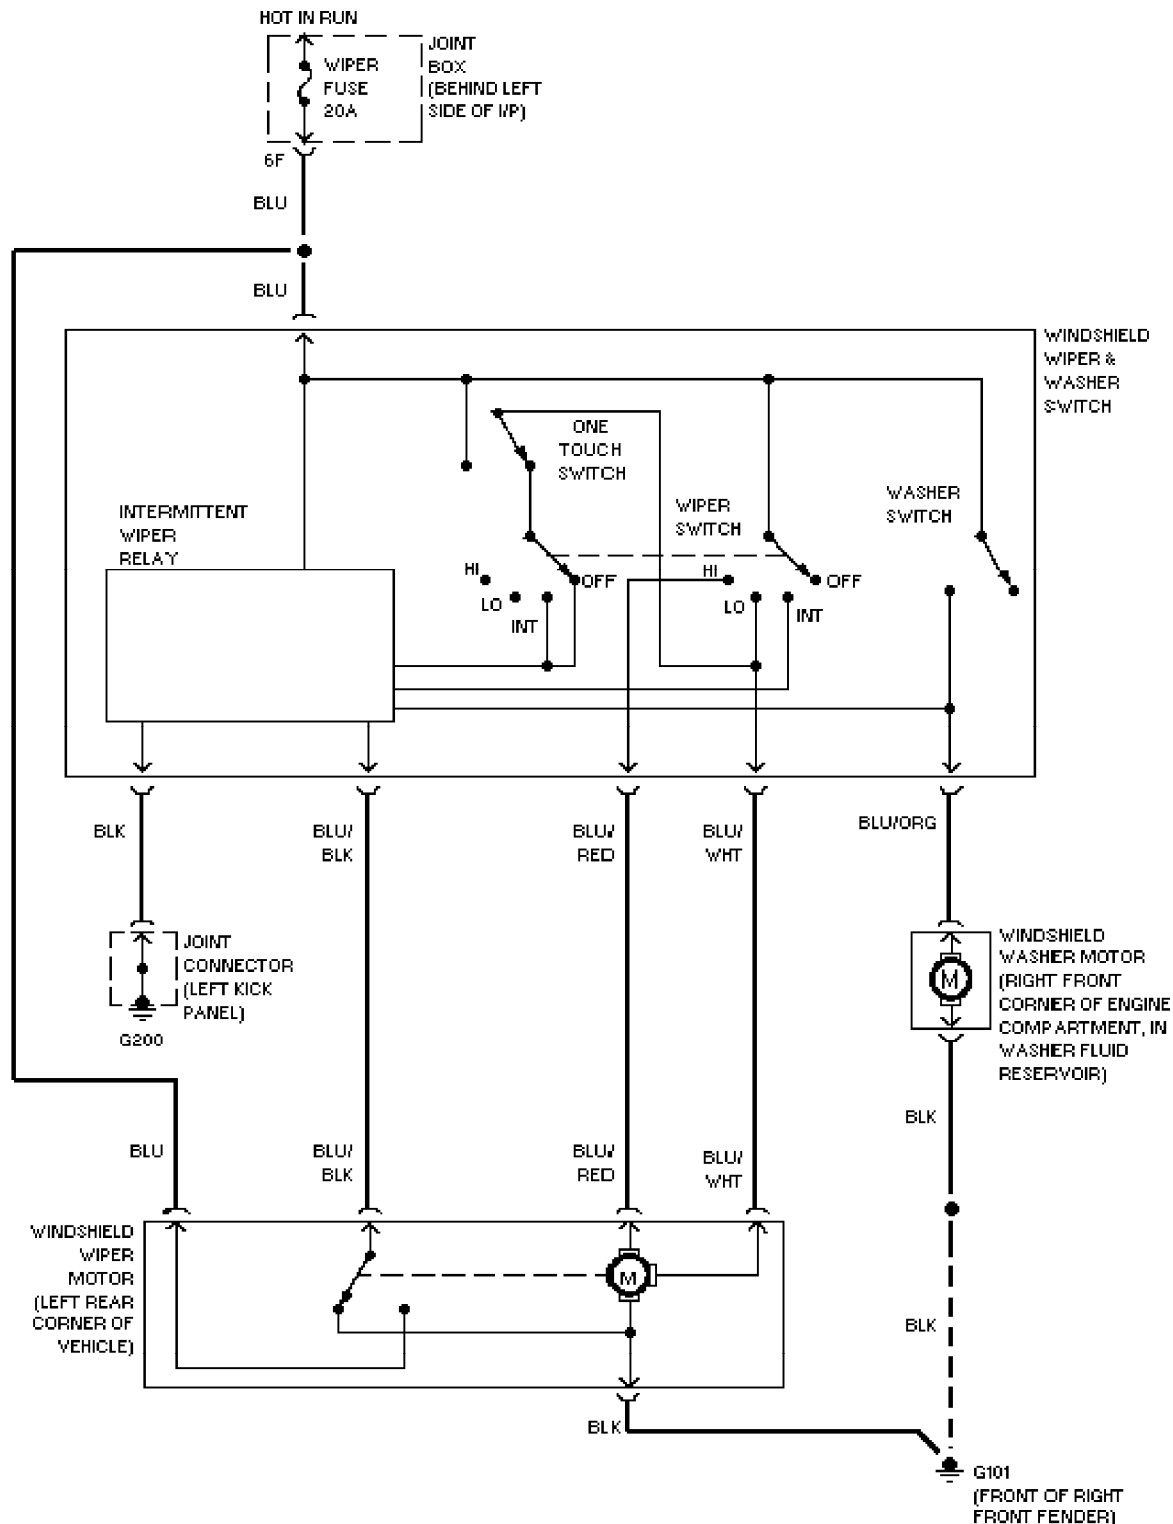 HOT IN RUN
WIPER
FUSE
20A
JOINT
BOX
(BEHIND LEFT
SIDE OF I/P)
6F
BLU
BLU
WINDSHIELD
WIPER &
WASHER
SWITCH
ONE
TOUCH
SWITCH
WIPER
SWITCH
WASHER
SWITCH
INTERMITTENT
WIPER
RELAY
HI
LO
INT
OFF
HI
LO
INT
OFF
BLK
BLU/
BLK
BLU/
RED
BLU/
WHT
BLU/ORG
JOINT
CONNECTOR
(LEFT KICK
PANEL)
G200
WINDSHIELD
WASHER MOTOR
(RIGHT FRONT
CORNER OF ENGINE
COMPARTMENT, IN
WASHER FLUID
RESERVOIR)
M
BLK
BLU
BLU/
BLK
BLU/
RED
BLU/
WHT
WINDSHIELD
WIPER
MOTOR
(LEFT REAR
CORNER OF
VEHICLE)
M
BLK
BLK
G101
(FRONT OF RIGHT
FRONT FENDER)